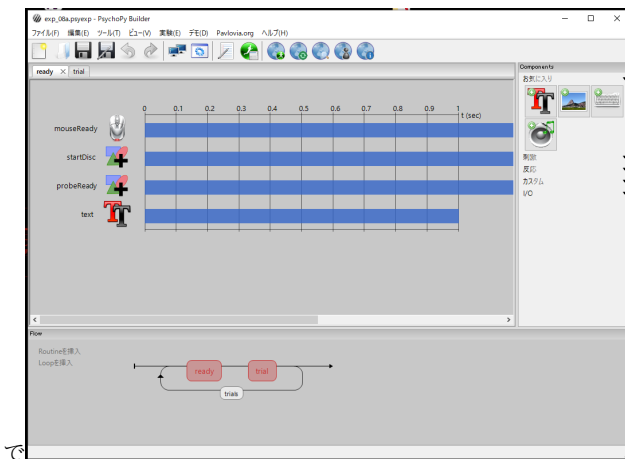 exp_08a.psyexp - PsychoPy Builder
ファイル(F) 編集(E) ツール(T) ビュー(V) 実験(E) デモ(D) Pavlovia.org ヘルプ(H)
ready × trial
0 0.1 0.2 0.3 0.4 0.5 0.6 0.7 0.8 0.9 1
t (sec)
mouseReady
startDisc
probeReady
text
Components
お気に入り
刺激
反応
カスタム
I/O
Flow
Routineを挿入
Loopを挿入
ready trial
trials
で